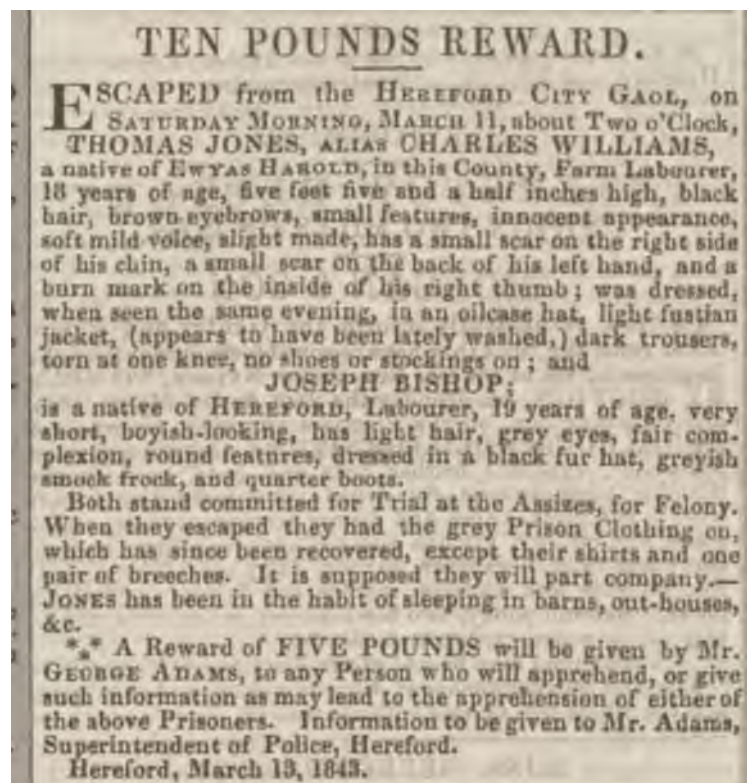 TEN POUNDS REWARD.
ESCAPED from the HEREFORD CITY GAOL, on
SATURDAY MORNING, MARCH 11, about Two o'Clock,
THOMAS JONES, ALIAS CHARLES WILLIAMS,
a native of EWYAS HAROLD, in this County, Farm Labourer,
18 years of age, five feet five and a half inches high, black
hair, brown eyebrows, small features, innocent appearance,
soft mild voice, slight made, has a small scar on the right side
of his chin, a small scar on the back of his left hand, and a
burn mark on the inside of his right thumb; was dressed,
when seen the same evening, in an oilcase hat, light fustian
jacket, (appears to have been lately washed,) dark trousers,
torn at one knee, no shoes or stockings on; and
JOSEPH BISHOP;
is a native of HEREFORD, Labourer, 19 years of age, very
short, boyish-looking, has light hair, grey eyes, fair com-
plexion, round features, dressed in a black fur hat, greyish
smock frock, and quarter boots.
Both stand committed for Trial at the Assizes, for Felony.
When they escaped they had the grey Prison Clothing on,
which has since been recovered, except their shirts and one
pair of breeches. It is supposed they will part company.—
JONES has been in the habit of sleeping in barns, out-houses,
&c.
*** A Reward of FIVE POUNDS will be given by Mr.
GEORGE ADAMS, to any Person who will apprehend, or give
such information as may lead to the apprehension of either of
the above Prisoners. Information to be given to Mr. Adams,
Superintendent of Police, Hereford.
Hereford, March 13, 1843.